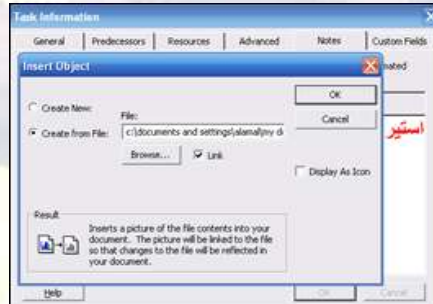 Task Information
General Predecessors Resources Advanced Notes Custom Fields
Insert Object
OK
Cancel
Create New:
File:
Create from File:
c:\documents and settings\alamal\my d
Browse...
Link
Display As Icon
استير
Result
Inserts a picture of the file contents into your
document. The picture will be linked to the file
so that changes to the file will be reflected in
your document.
Help OK Cancel